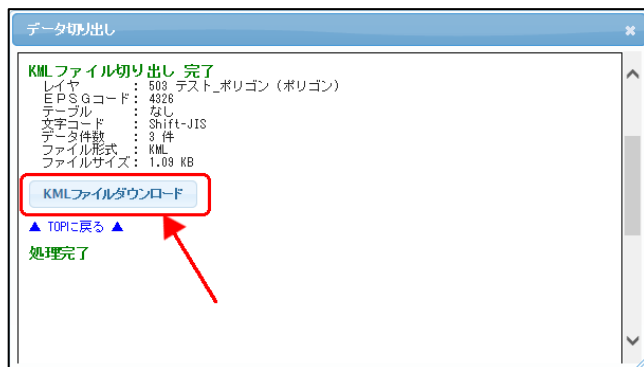 データ切り出し
KMLファイル切り出し 完了
レイヤ : 503 テスト_ポリゴン (ポリゴン)
EPSGコード : 4326
テーブル : なし
文字コード : Shift-JIS
データ件数 : 3 件
ファイル形式 : KML
ファイルサイズ : 1.09 KB
KMLファイルダウンロード
▲ TOPに戻る ▲
処理完了